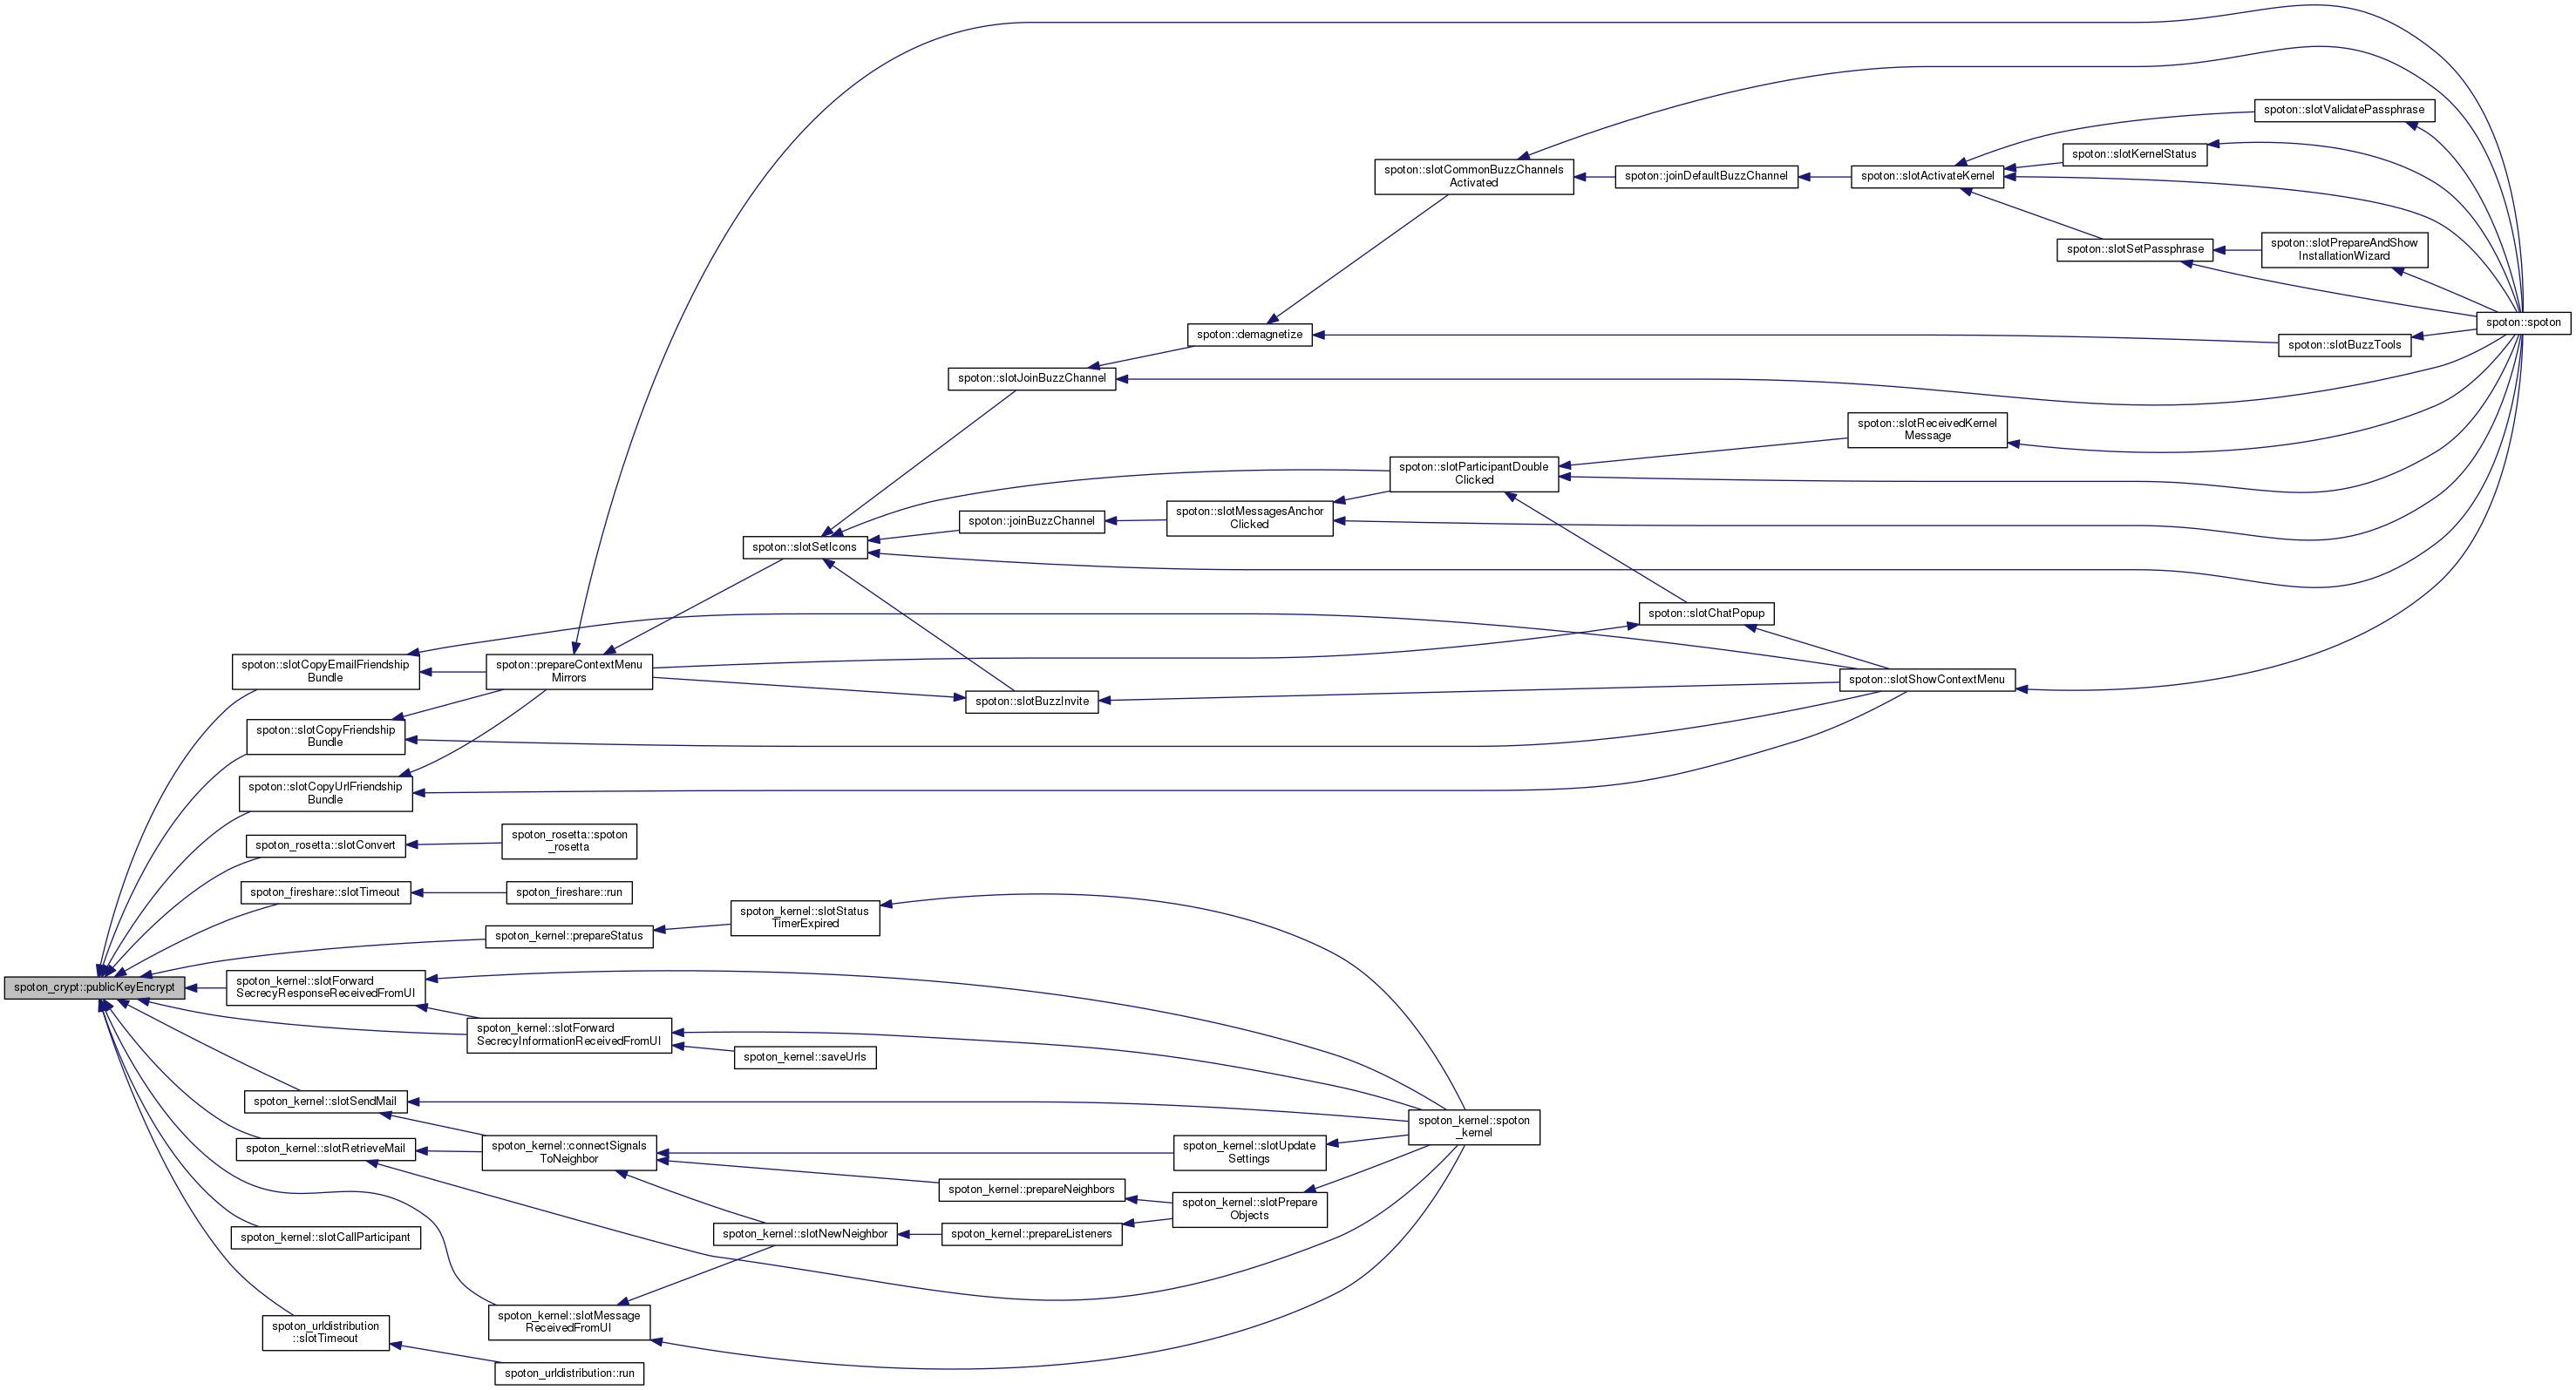 spoton::slotValidatePassphrase
spoton::slotKernelStatus
spoton::slotCommonBuzzChannels
Activated
spoton::joinDefaultBuzzChannel
spoton::slotActivateKernel
spoton::slotSetPassphrase
spoton::slotPrepareAndShow
InstallationWizard
spoton::spoton
spoton::demagnetize
spoton::slotBuzzTools
spoton::slotJoinBuzzChannel
spoton::slotReceivedKernel
Message
spoton::slotParticipantDouble
Clicked
spoton::joinBuzzChannel
spoton::slotMessagesAnchor
Clicked
spoton::slotSetIcons
spoton::slotChatPopup
spoton::slotCopyEmailFriendship
Bundle
spoton::prepareContextMenu
Mirrors
spoton::slotBuzzInvite
spoton::slotShowContextMenu
spoton::slotCopyFriendship
Bundle
spoton::slotCopyUrlFriendship
Bundle
spoton_rosetta::slotConvert
spoton_rosetta::spoton
_rosetta
spoton_fireshare::slotTimeout
spoton_fireshare::run
spoton_kernel::prepareStatus
spoton_kernel::slotStatus
TimerExpired
spoton_crypt::publicKeyEncrypt
spoton_kernel::slotForward
SecrecyResponseReceivedFromUI
spoton_kernel::slotForward
SecrecyInformationReceivedFromUI
spoton_kernel::saveUrls
spoton_kernel::slotSendMail
spoton_kernel::spoton
_kernel
spoton_kernel::slotRetrieveMail
spoton_kernel::connectSignals
ToNeighbor
spoton_kernel::slotUpdate
Settings
spoton_kernel::prepareNeighbors
spoton_kernel::slotPrepare
Objects
spoton_kernel::slotCallParticipant
spoton_kernel::slotNewNeighbor
spoton_kernel::prepareListeners
spoton_kernel::slotMessage
ReceivedFromUI
spoton_urldistribution
::slotTimeout
spoton_urldistribution::run